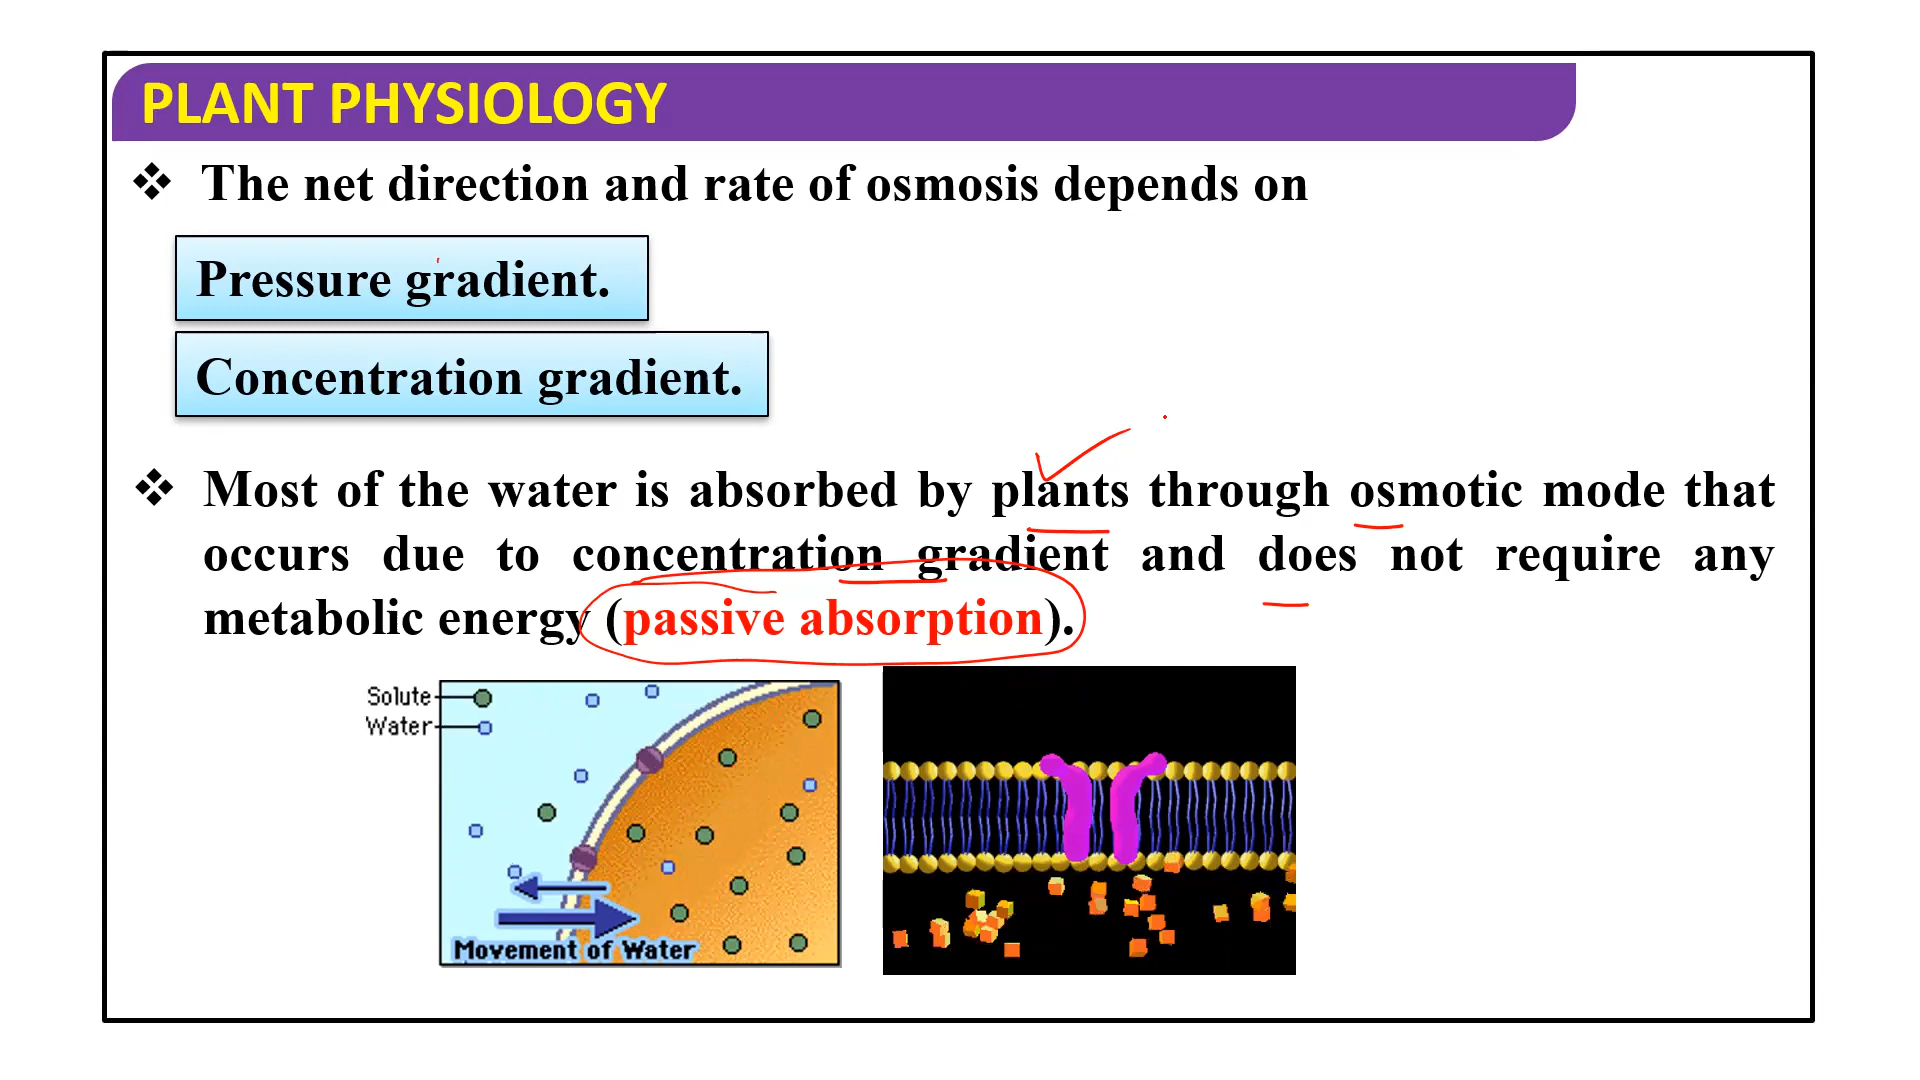 PLANT PHYSIOLOGY
❖ The net direction and rate of osmosis depends on
Pressure gradient.
Concentration gradient.
❖ Most of the water is absorbed by plants through osmotic mode that
occurs due to concentration gradient and does not require any
metabolic energy (passive absorption).
Solute
Water
Movement of Water